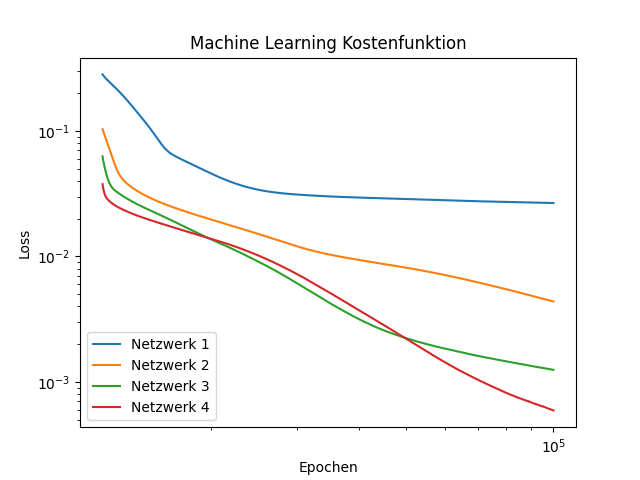 Machine Learning Kostenfunktion
Loss
10⁻¹
10⁻²
10⁻³
Netzwerk 1
Netzwerk 2
Netzwerk 3
Netzwerk 4
10⁵
Epochen